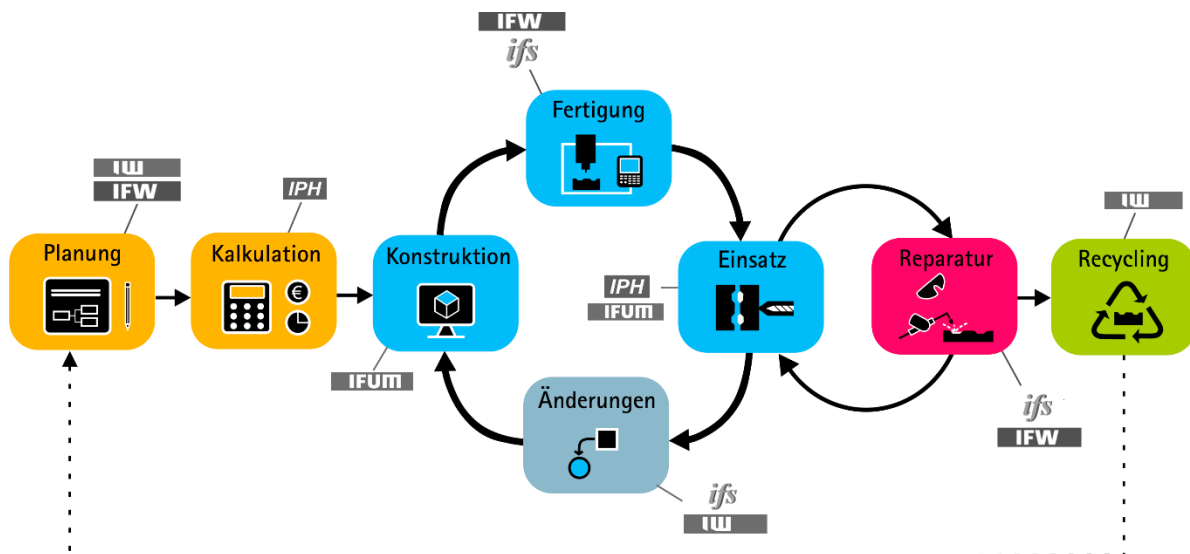 IFW
ifs
Fertigung
IW
IFW
IPH
IW
Planung
Kalkulation
€
Konstruktion
Einsatz
Reparatur
Recycling
IPH
IFUM
IFUM
Änderungen
ifs
IFW
ifs
IW